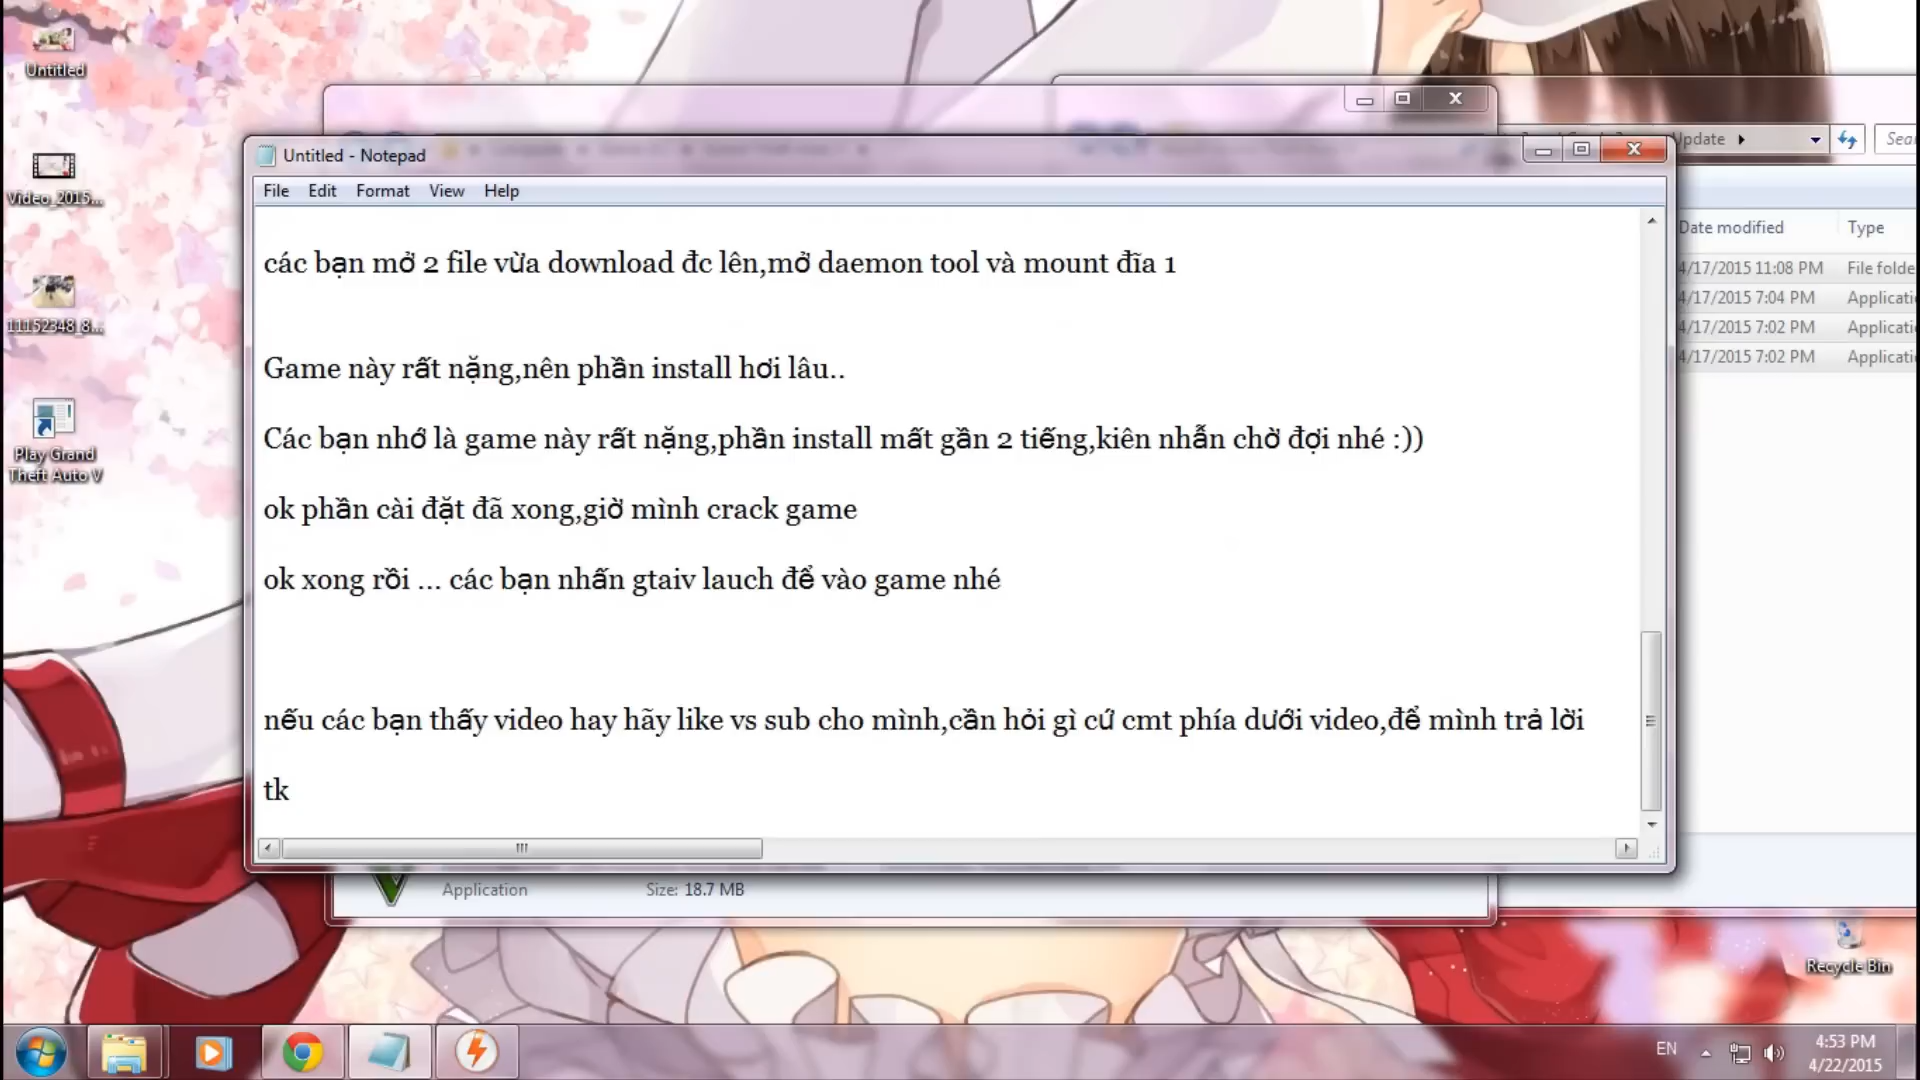 Untitled
Video_2015...
11152348_8...
Play Grand
Theft Auto V
Untitled - Notepad
File Edit Format View Help
các bạn mở 2 file vừa download đc lên,mở daemon tool và mount đĩa 1
Game này rất nặng,nên phần install hơi lâu..
Các bạn nhớ là game này rất nặng,phần install mất gần 2 tiếng,kiên nhẫn chờ đợi nhé :))
ok phần cài đặt đã xong,giờ mình crack game
ok xong rồi ... các bạn nhấn gtaiv lauch để vào game nhé
nếu các bạn thấy video hay hãy like vs sub cho mình,cần hỏi gì cứ cmt phía dưới video,để mình trả lời
tk
Update
Sear
Date modified Type
4/17/2015 11:08 PM File folde
4/17/2015 7:04 PM Applicati
4/17/2015 7:02 PM Applicati
4/17/2015 7:02 PM Applicati
Application Size: 18.7 MB
Recycle Bin
EN
4:53 PM
4/22/2015